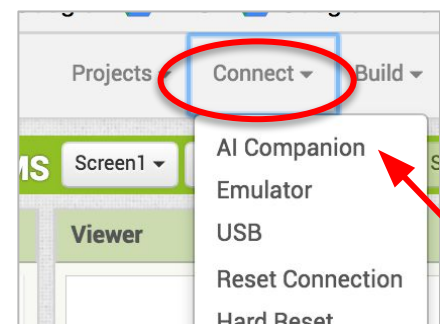 Projects Connect Build
AI Companion
MS Screen1
Emulator
Viewer USB
Reset Connection
Hard Reset